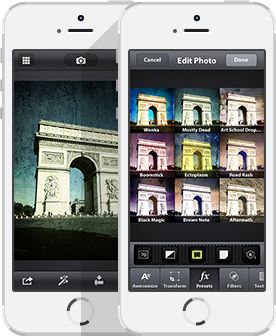 Cancel Edit Photo Done
Wonka Mostly Dead Art School Drop...
Boomstick Ectoplasm Road Rash
Black Magic Brown Note Aftermath
Awesomize Transform Presets Filters Text